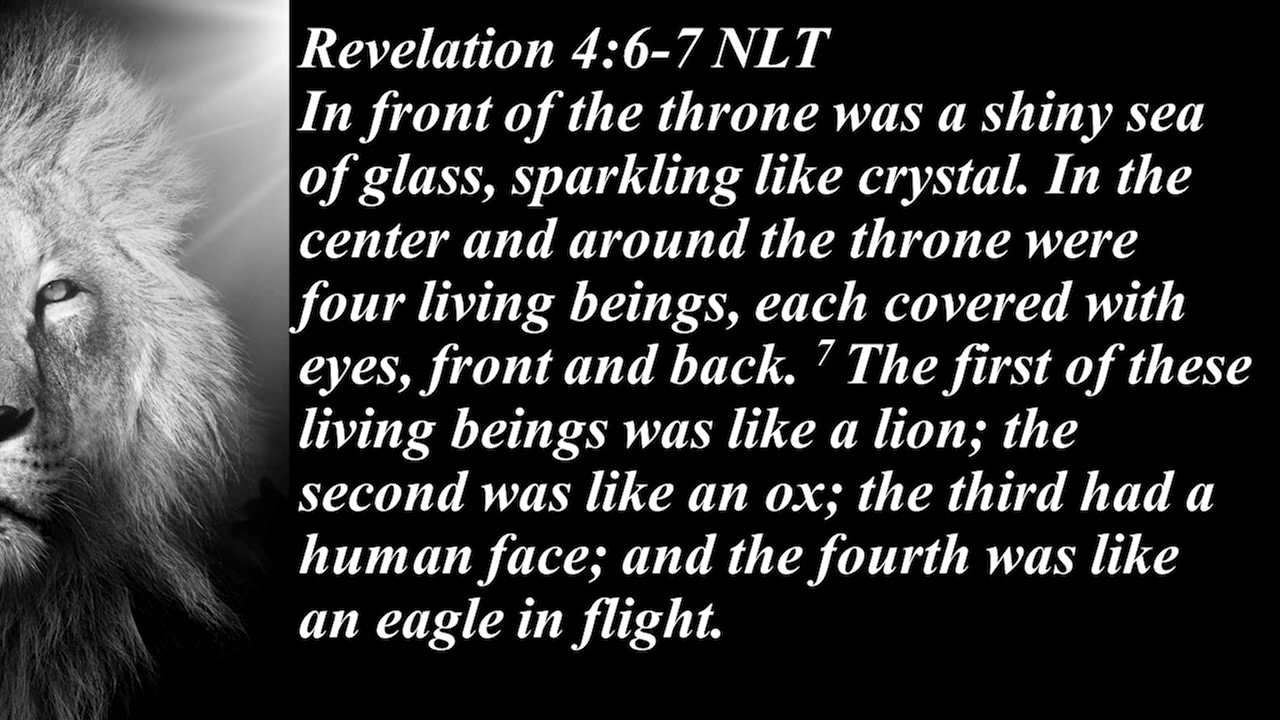 Revelation 4:6-7 NLT
In front of the throne was a shiny sea
of glass, sparkling like crystal. In the
center and around the throne were
four living beings, each covered with
eyes, front and back. 7 The first of these
living beings was like a lion; the
second was like an ox; the third had a
human face; and the fourth was like
an eagle in flight.